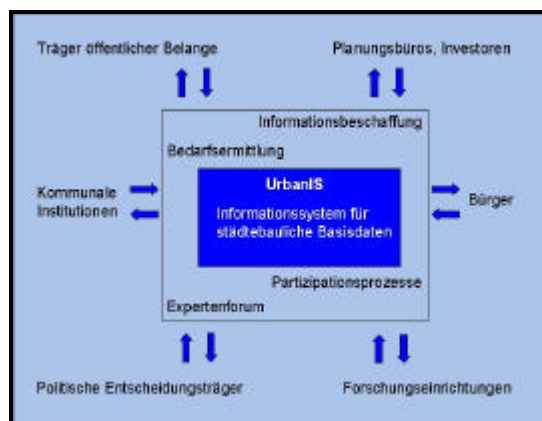 Träger öffentlicher Belange
Planungsbüros, Investoren
Informationsbeschaffung
Bedarfsermittlung
UrbanIS
Informationssystem für
städtebauliche Basisdaten
Kommunale
Institutionen
Bürger
Partizipationsprozesse
Expertenforum
Politische Entscheidungsträger
Forschungseinrichtungen